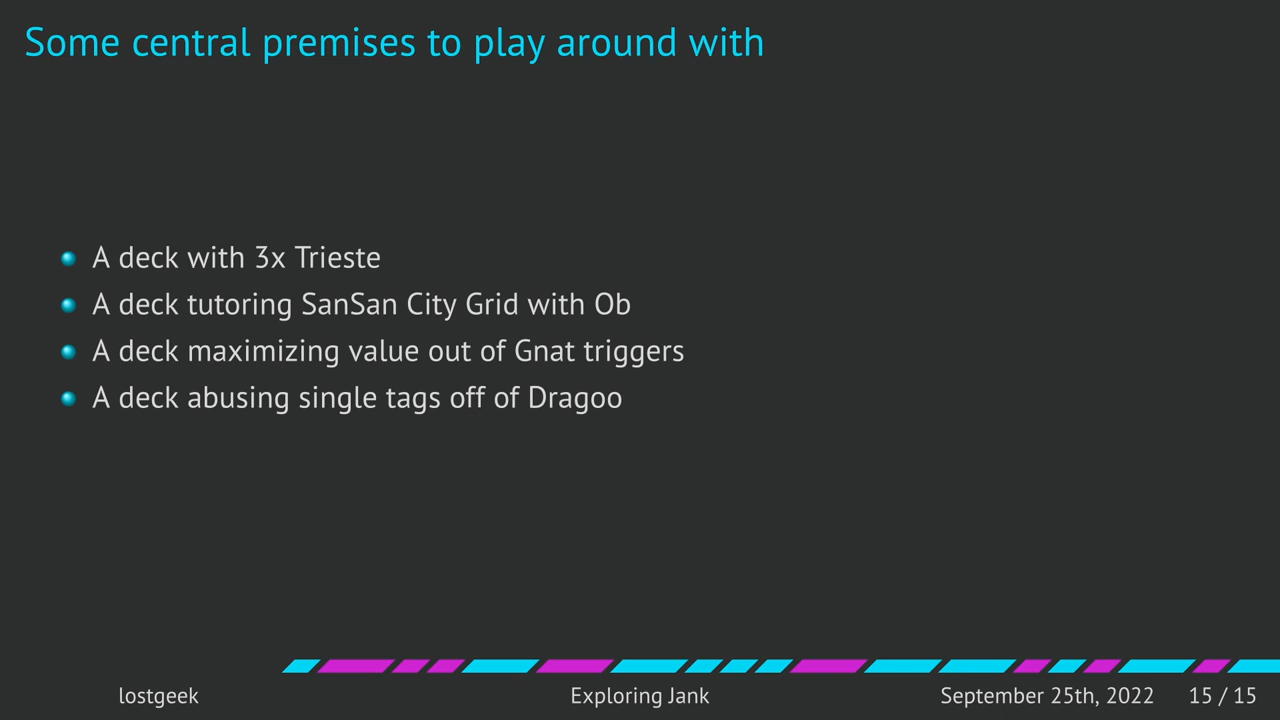 Some central premises to play around with
A deck with 3x Trieste
A deck tutoring SanSan City Grid with Ob
A deck maximizing value out of Gnat triggers
A deck abusing single tags off of Dragoo
lostgeek
Exploring Jank
September 25th, 2022
15 / 15